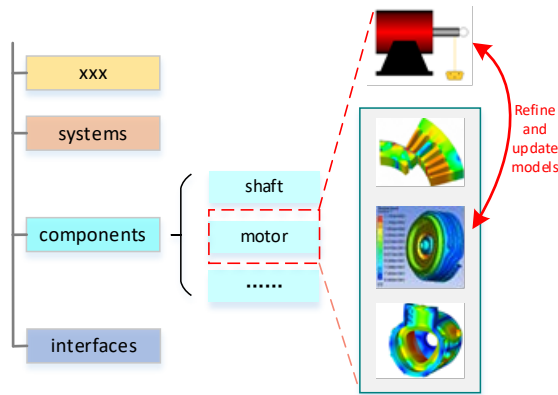 xxx
systems
components
interfaces
shaft
motor
......
Refine
and
update
models